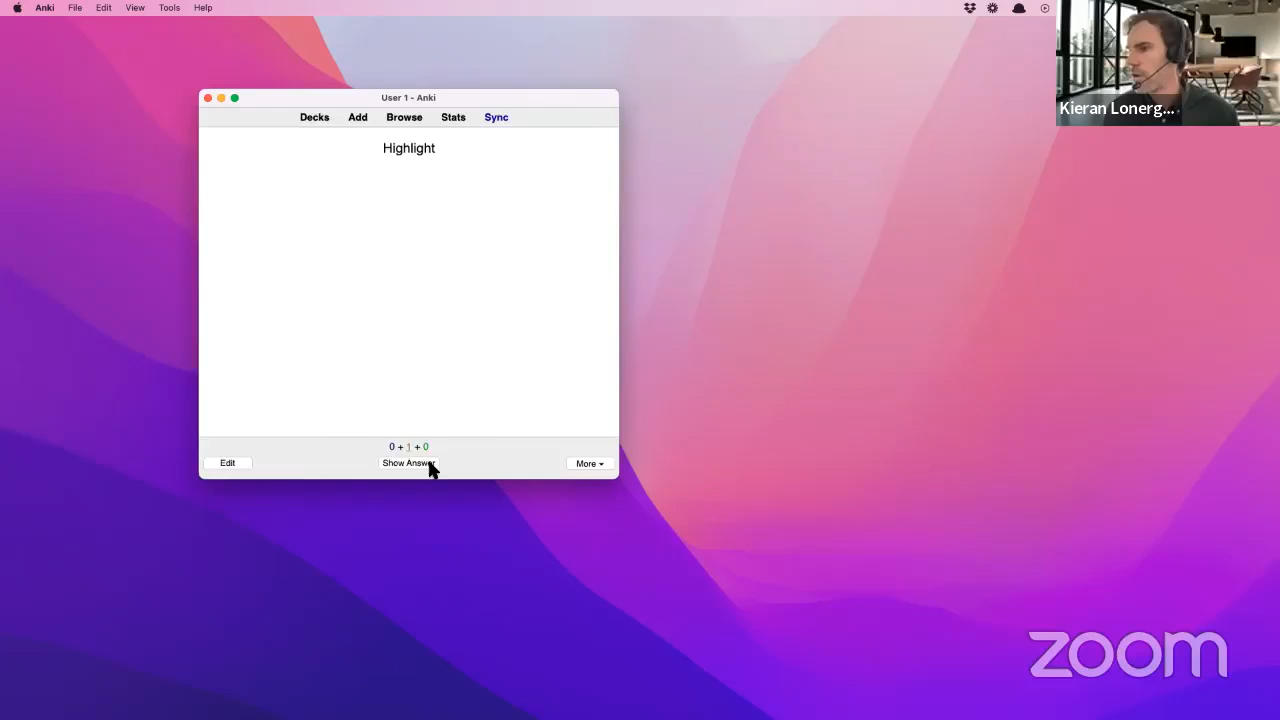 Anki File Edit View Tools Help
User 1 - Anki
Decks Add Browse Stats Sync
Highlight
0 + 1 + 0
Edit Show Answer More
Kieran Lonerg...
zoom